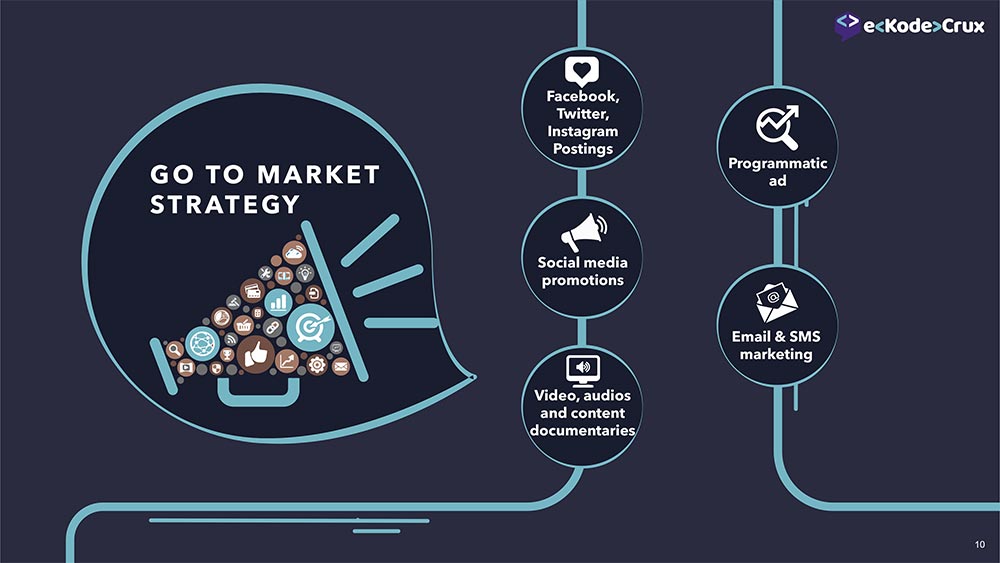 e<Kode>Crux
GO TO MARKET
STRATEGY
Facebook,
Twitter,
Instagram
Postings
Social media
promotions
Video, audios
and content
documentaries
Programmatic
ad
Email & SMS
marketing
10